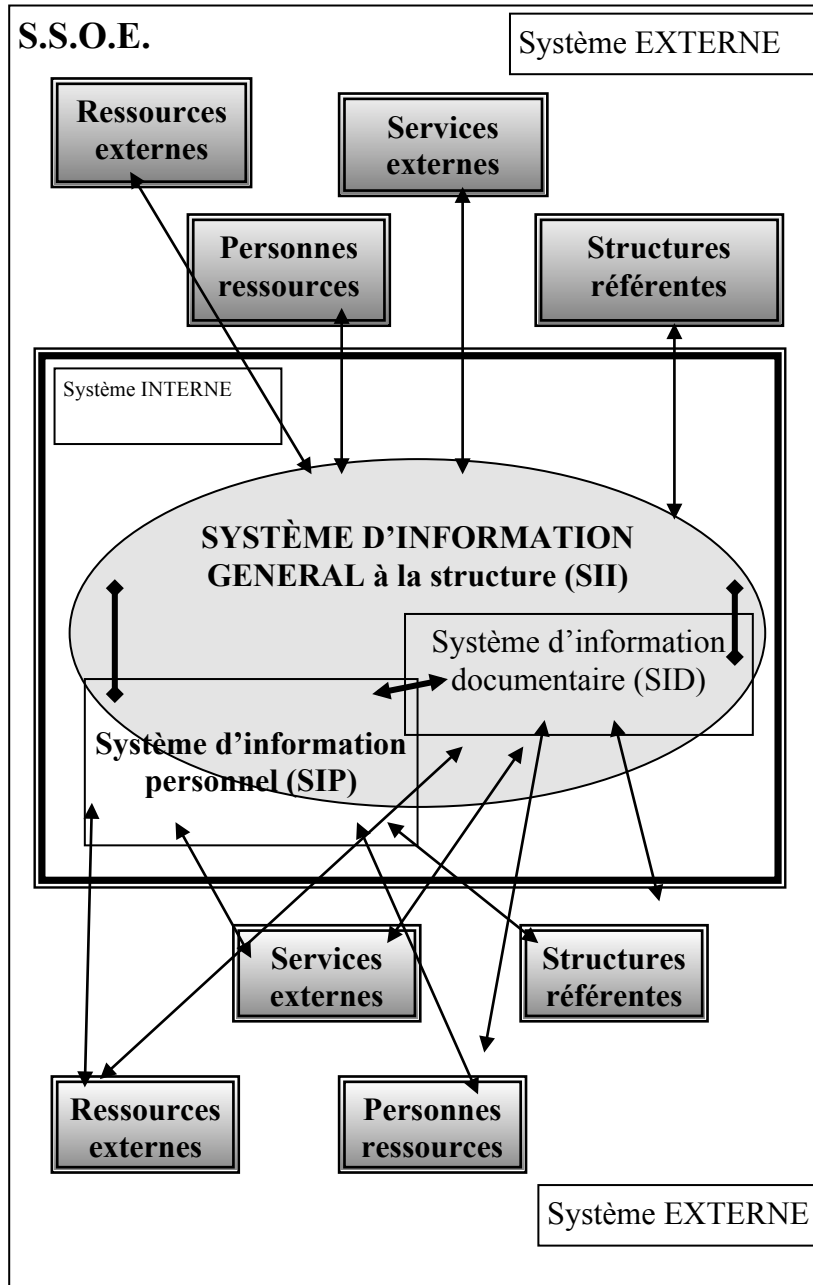 S.S.O.E.
Système EXTERNE
Ressources
externes
Services
externes
Personnes
ressources
Structures
référentes
Système INTERNE
SYSTÈME D’INFORMATION
GENERAL à la structure (SII)
Système d’information
documentaire (SID)
Système d’information
personnel (SIP)
Services
externes
Structures
référentes
Ressources
externes
Personnes
ressources
Système EXTERNE